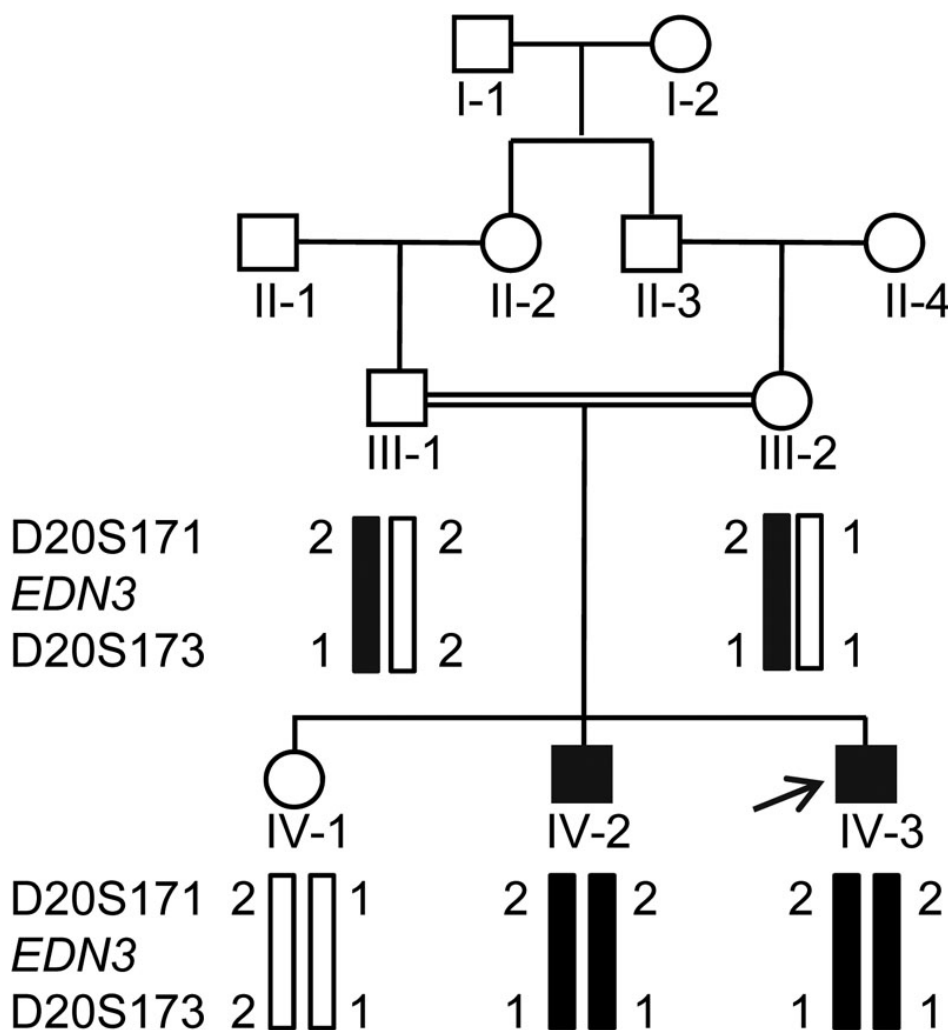 I-1 I-2
II-1 II-2 II-3 II-4
III-1 III-2
D20S171 2 2 2 1
EDN3
D20S173 1 2 1 1
IV-1 IV-2 IV-3
D20S171 2 1 2 2 2 2
EDN3
D20S173 2 1 1 1 1 1